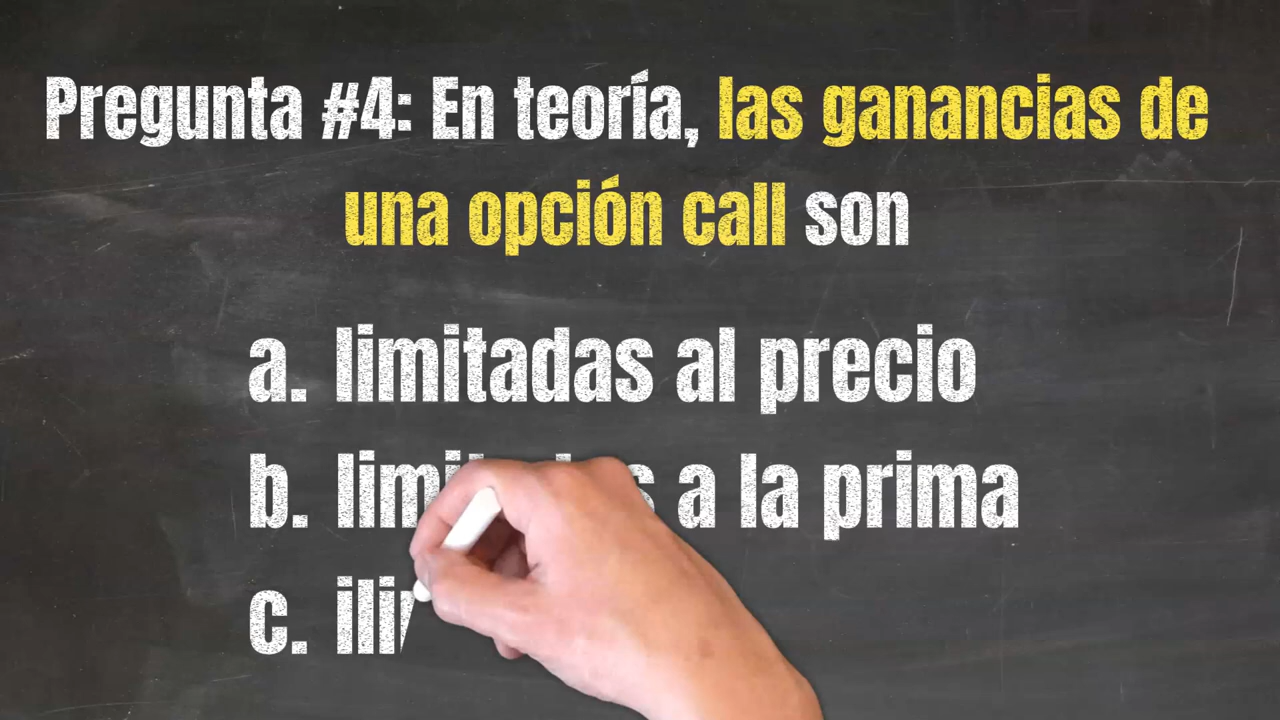 Pregunta #4: En teoría, las ganancias de
una opción call son
a. limitadas al precio
b. a la prima
c.